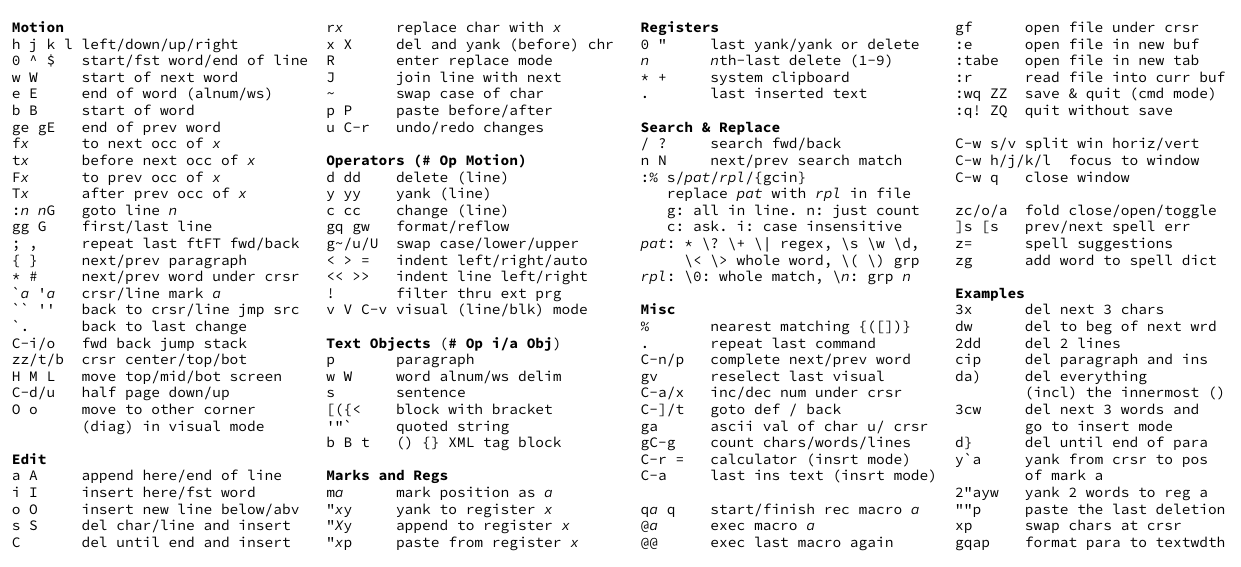 Motion
h j k l left/down/up/right
0 ^ $ start/fst word/end of line
w W start of next word
e E end of word (alnum/ws)
b B start of word
ge gE end of prev word
fx to next occ of x
tx before next occ of x
Fx to prev occ of x
Tx after prev occ of x
:n nG goto line n
gg G first/last line
; , repeat last ftFT fwd/back
{ } next/prev paragraph
* # next/prev word under crsr
`a 'a crsr/line mark a
`` '' back to crsr/line jmp src
`. back to last change
C-i/o fwd back jump stack
zz/t/b crsr center/top/bot
H M L move top/mid/bot screen
C-d/u half page down/up
O o move to other corner
(diag) in visual mode
Edit
a A append here/end of line
i I insert here/fst word
o O insert new line below/abv
s S del char/line and insert
C del until end and insert
rx replace char with x
x X del and yank (before) chr
R enter replace mode
J join line with next
~ swap case of char
p P paste before/after
u C-r undo/redo changes
Operators (# Op Motion)
d dd delete (line)
y yy yank (line)
c cc change (line)
gq gw format/reflow
g~/u/U swap case/lower/upper
< > = indent left/right/auto
<< >> indent line left/right
! filter thru ext prg
v V C-v visual (line/blk) mode
Text Objects (# Op i/a Obj)
p paragraph
w W word alnum/ws delim
s sentence
[({< block with bracket
'"` quoted string
b B t () {} XML tag block
Marks and Regs
ma mark position as a
"xy yank to register x
"Xy append to register x
"xp paste from register x
Registers
0 " last yank/yank or delete
n nth-last delete (1-9)
* + system clipboard
. last inserted text
Search & Replace
/ ? search fwd/back
n N next/prev search match
:% s/pat/rpl/{gcin}
replace pat with rpl in file
g: all in line. n: just count
c: ask. i: case insensitive
pat: * \? \+ \| regex, \s \w \d,
\< \> whole word, \( \) grp
rpl: \0: whole match, \n: grp n
Misc
% nearest matching {([])}
. repeat last command
C-n/p complete next/prev word
gv reselect last visual
C-a/x inc/dec num under crsr
C-]/t goto def / back
ga ascii val of char u/ crsr
gC-g count chars/words/lines
C-r = calculator (insrt mode)
C-a last ins text (insrt mode)
qa q start/finish rec macro a
@a exec macro a
@@ exec last macro again
gf open file under crsr
:e open file in new buf
:tabe open file in new tab
:r read file into curr buf
:wq ZZ save & quit (cmd mode)
:q! ZQ quit without save
C-w s/v split win horiz/vert
C-w h/j/k/l focus to window
C-w q close window
zc/o/a fold close/open/toggle
]s [s prev/next spell err
z= spell suggestions
zg add word to spell dict
Examples
3x del next 3 chars
dw del to beg of next wrd
2dd del 2 lines
cip del paragraph and ins
da) del everything
(incl) the innermost ()
3cw del next 3 words and
go to insert mode
d} del until end of para
y`a yank from crsr to pos
of mark a
2"ayw yank 2 words to reg a
""p paste the last deletion
xp swap chars at crsr
gqap format para to textwdth